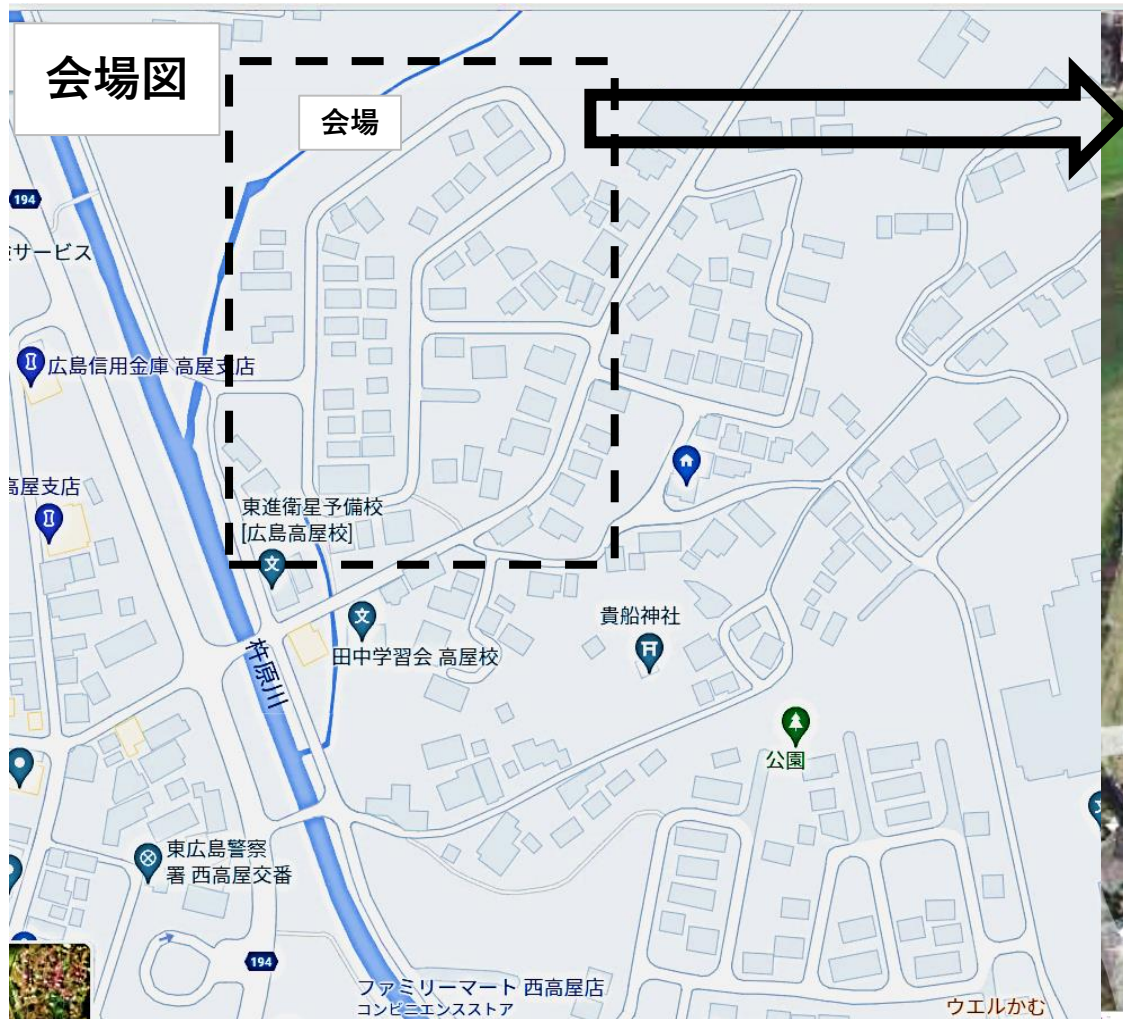 会場図
会場
194
サービス
広島信用金庫 高屋支店
高屋支店
東進衛星予備校
[広島高屋校]
田中学習会 高屋校
貴船神社
杵原川
公園
東広島警察
署 西高屋交番
194
ファミリーマート 西高屋店
コンビニエンスストア
ウエルかむ